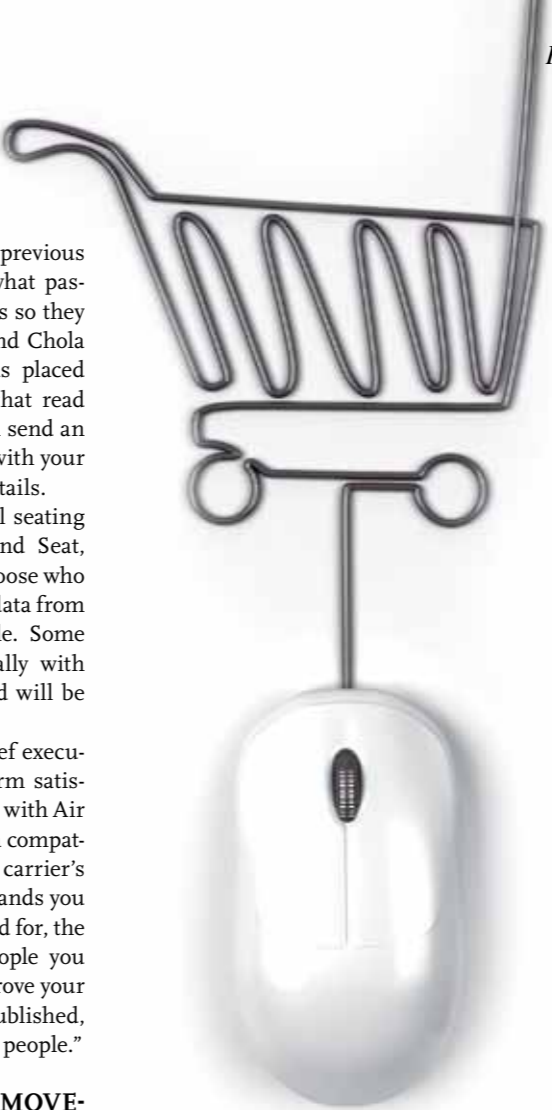 previous
what pas-
s so they
nd Chola
s placed
hat read
send an
with your
tails.
l seating
nd Seat,
oose who
data from
le. Some
ally with
d will be
ef execu-
rm satis-
with Air
compat-
carrier's
ands you
d for, the
ople you
rove your
ublished,
people."
MOVE-